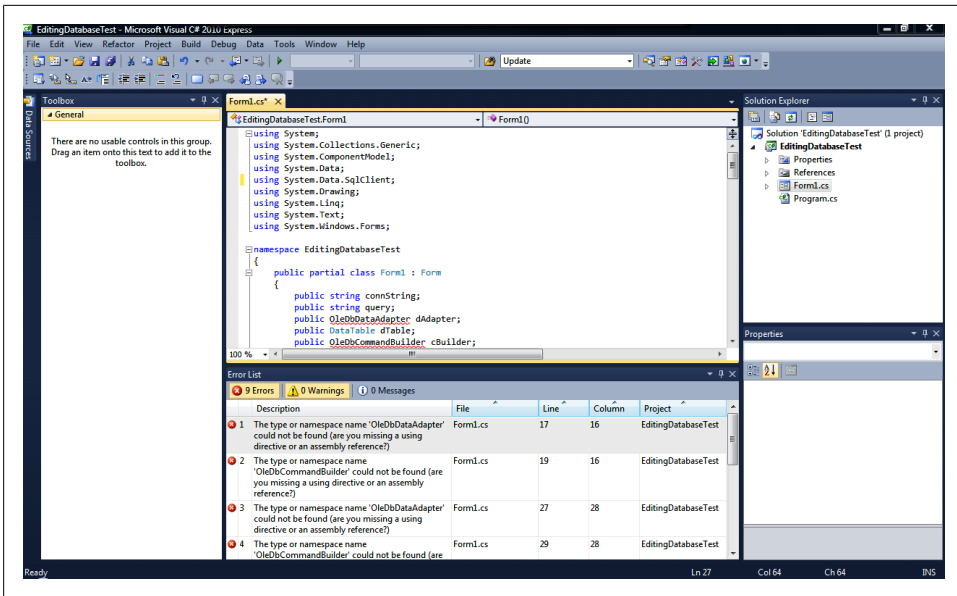 EditingDatabaseTest - Microsoft Visual C# 2010 Express
File Edit View Refactor Project Build Debug Data Tools Window Help
Update
Data Sources
Toolbox
General
There are no usable controls in this group.
Drag an item onto this text to add it to the
toolbox.
Form1.cs*
EditingDatabaseTest.Form1
Form1()
using System;
using System.Collections.Generic;
using System.ComponentModel;
using System.Data;
using System.Data.SqlClient;
using System.Drawing;
using System.Linq;
using System.Text;
using System.Windows.Forms;
namespace EditingDatabaseTest
{
public partial class Form1 : Form
{
public string connString;
public string query;
public OleDbDataAdapter dAdapter;
public DataTable dTable;
public OleDbCommandBuilder cBuilder;
100 %
Error List
9 Errors 0 Warnings 0 Messages
Description File Line Column Project
1 The type or namespace name 'OleDbDataAdapter' Form1.cs 17 16 EditingDatabaseTest
could not be found (are you missing a using
directive or an assembly reference?)
2 The type or namespace name Form1.cs 19 16 EditingDatabaseTest
'OleDbCommandBuilder' could not be found (are
you missing a using directive or an assembly
reference?)
3 The type or namespace name 'OleDbDataAdapter' Form1.cs 27 28 EditingDatabaseTest
could not be found (are you missing a using
directive or an assembly reference?)
4 The type or namespace name Form1.cs 29 28 EditingDatabaseTest
'OleDbCommandBuilder' could not be found (are
Solution Explorer
Solution 'EditingDatabaseTest' (1 project)
EditingDatabaseTest
Properties
References
Form1.cs
Program.cs
Properties
Ready Ln 27 Col 64 Ch 64 INS